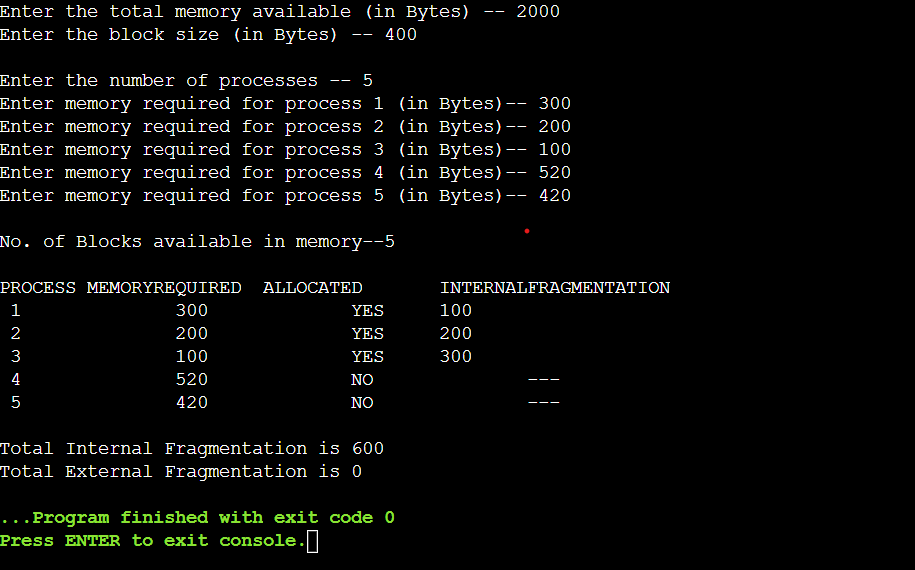 Enter the total memory available (in Bytes) -- 2000
Enter the block size (in Bytes) -- 400
Enter the number of processes -- 5
Enter memory required for process 1 (in Bytes)-- 300
Enter memory required for process 2 (in Bytes)-- 200
Enter memory required for process 3 (in Bytes)-- 100
Enter memory required for process 4 (in Bytes)-- 520
Enter memory required for process 5 (in Bytes)-- 420
No. of Blocks available in memory--5
PROCESS MEMORYREQUIRED  ALLOCATED       INTERNALFRAGMENTATION
 1              300             YES     100
 2              200             YES     200
 3              100             YES     300
 4              520             NO              ---
 5              420             NO              ---
Total Internal Fragmentation is 600
Total External Fragmentation is 0
...Program finished with exit code 0
Press ENTER to exit console.